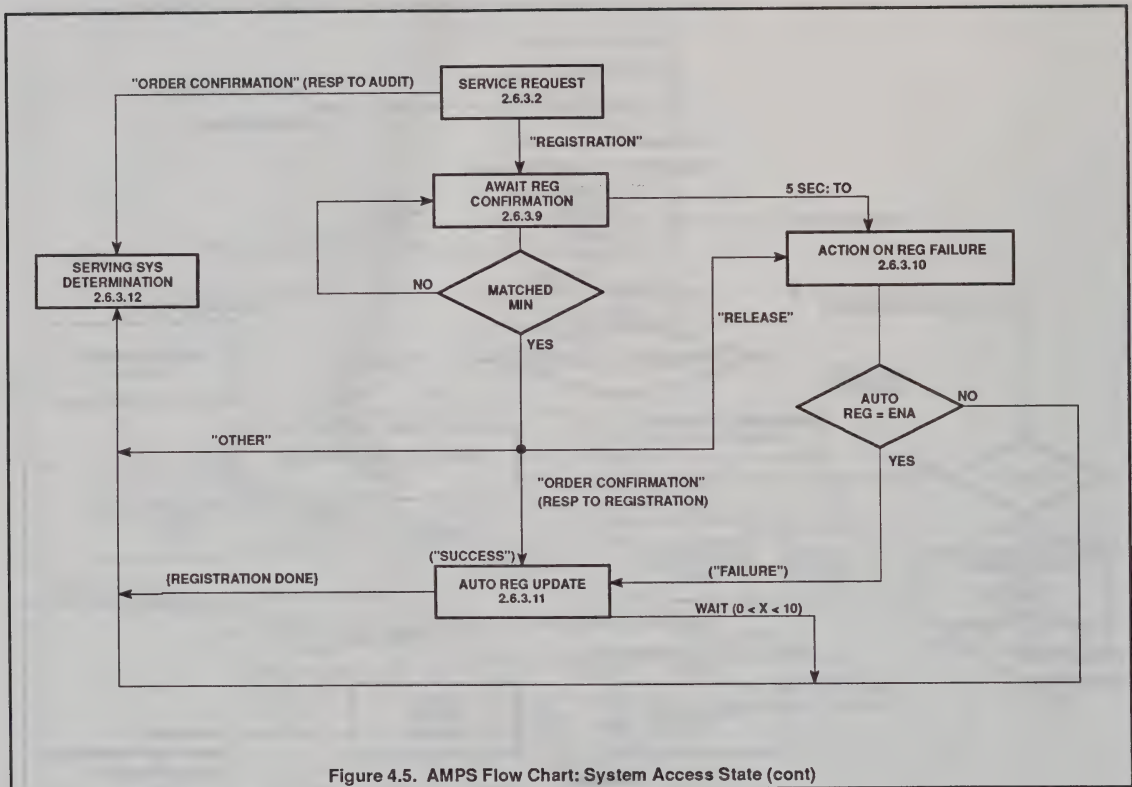 "ORDER CONFIRMATION" (RESP TO AUDIT)
SERVICE REQUEST
2.6.3.2
"REGISTRATION"
AWAIT REG
CONFIRMATION
2.6.3.9
5 SEC: TO
SERVING SYS
DETERMINATION
2.6.3.12
ACTION ON REG FAILURE
2.6.3.10
NO
MATCHED
MIN
YES
"RELEASE"
AUTO
REG = ENA
NO
YES
"OTHER"
"ORDER CONFIRMATION"
(RESP TO REGISTRATION)
("SUCCESS")
{REGISTRATION DONE}
AUTO REG UPDATE
2.6.3.11
("FAILURE")
WAIT (0 < X < 10)
Figure 4.5. AMPS Flow Chart: System Access State (cont)